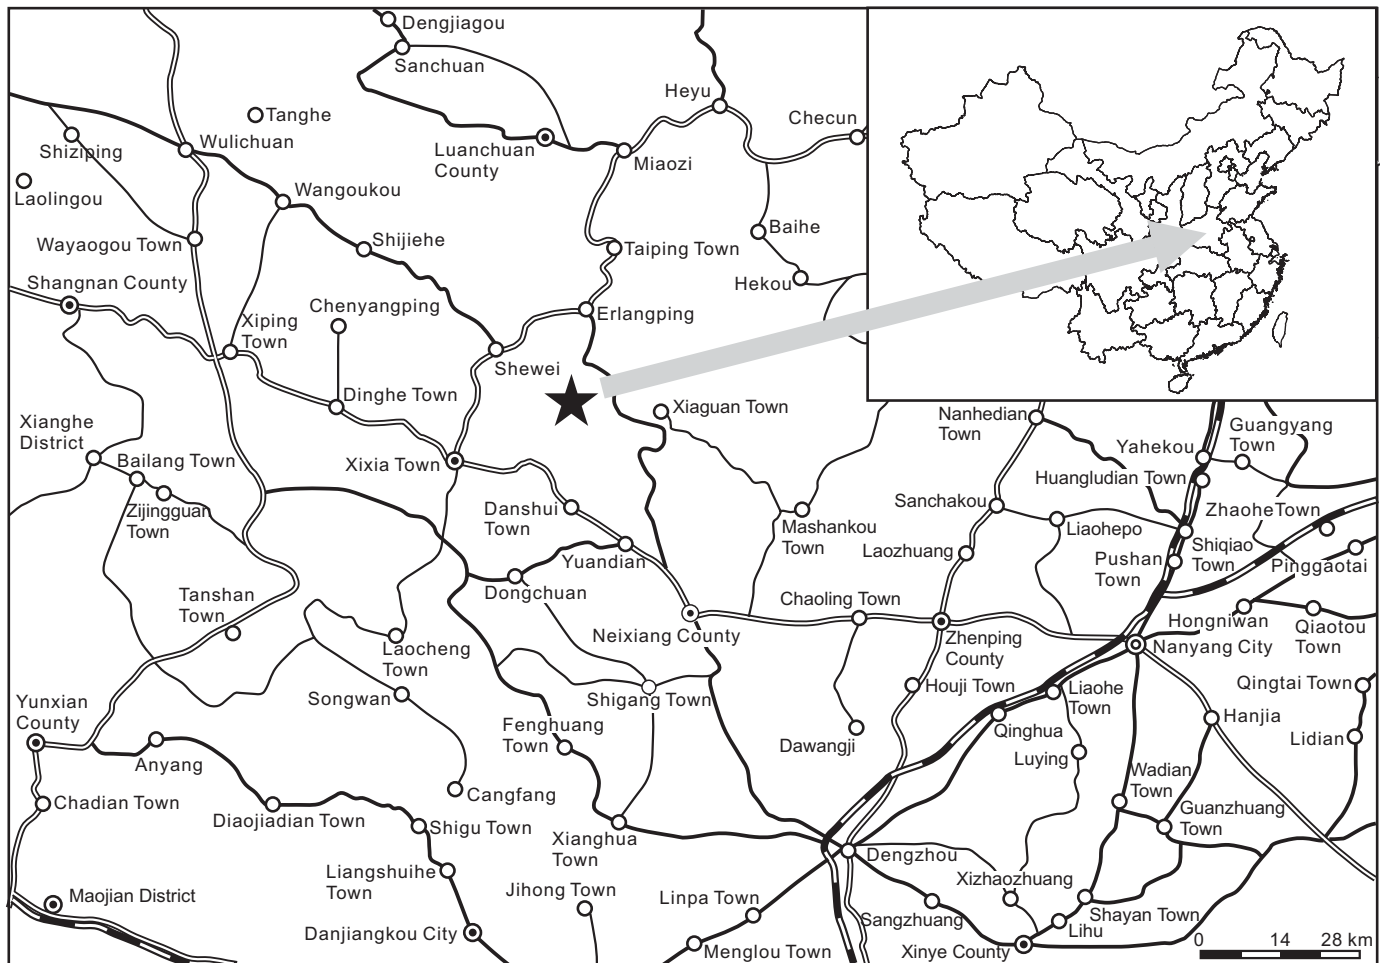 Dengjiagou
Sanchuan
Heyu
Checun
Tanghe
Wulichuan
Luanchuan
County
Miaozi
Shiziping
Laolingou
Wangoukou
Wayaogou Town
Shijiehe
Taiping Town
Baihe
Hekou
Shangnan County
Chenyangping
Erlangping
Xiping
Town
Shewei
Dinghe Town
Xiaguan Town
Nanhedian
Town
Guangyang
Town
Xianghe
District
Bailang Town
Xixia Town
Yahekou
Huangludian Town
Zijingguan
Town
Danshui
Town
Mashankou
Town
Sanchakou
Liaohepo
ZhaoheTown
Shiqiao
Town
Laozhuang
Pushan
Town
Pinggaotai
Yuandian
Dongchuan
Tanshan
Town
Chaoling Town
Neixiang County
Zhenping
County
Hongniwan
Qiaotou
Town
Nanyang City
Laocheng
Town
Songwan
Shigang Town
Houji Town
Liaohe
Town
Qingtai Town
Yunxian
County
Fenghuang
Town
Dawangji
Qinghua
Luying
Hanjia
Lidian
Anyang
Wadian
Town
Chadian Town
Cangfang
Guanzhuang
Town
Diaojiadian Town
Shigu Town
Xianghua
Town
Dengzhou
Liangshuihe
Town
Xizhaozhuang
Maojian District
Jihong Town
Linpa Town
Sangzhuang
Shayan Town
Lihu
Danjiangkou City
Menglou Town
Xinye County
0 14 28 km